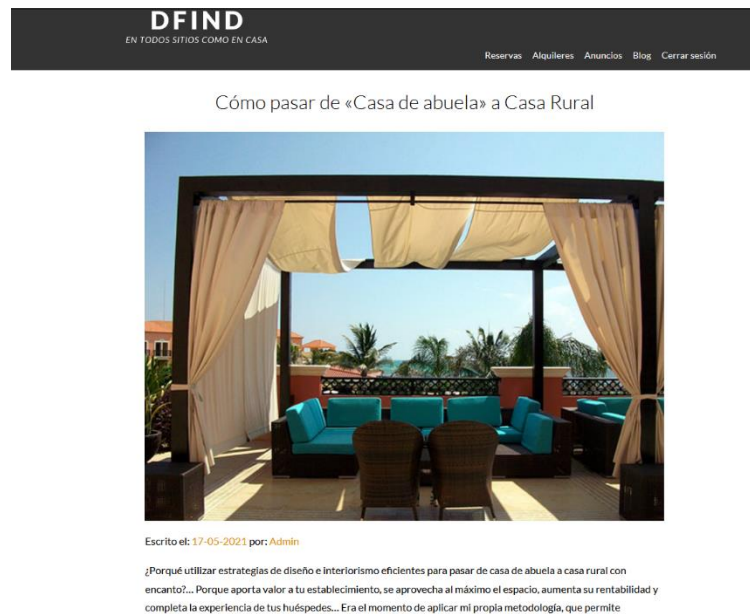 DFIND
EN TODOS SITIOS COMO EN CASA
Reservas Alquileres Anuncios Blog Cerrar sesión
Cómo pasar de «Casa de abuela» a Casa Rural
Escrito el: 17-05-2021 por: Admin
¿Porqué utilizar estrategias de diseño e interiorismo eficientes para pasar de casa de abuela a casa rural con
encanto?... Porque aporta valor a tu establecimiento, se aprovecha al máximo el espacio, aumenta su rentabilidad y
completa la experiencia de tus huéspedes... Era el momento de aplicar mi propia metodología, que permite